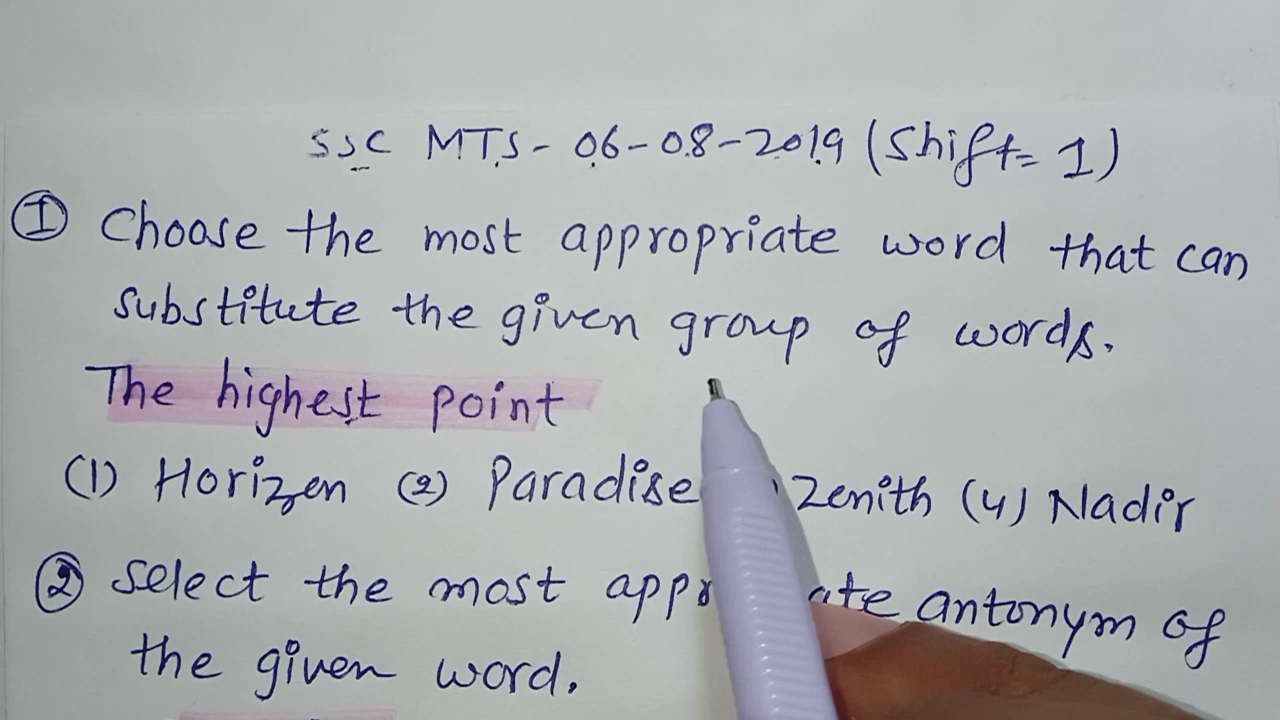 SSC MTS - 06-08-2019 (Shift= 1)
① Choose the most appropriate word that can
substitute the given group of words.
The highest point
(1) Horizen (2) Paradise Zenith (4) Nadir
② Select the most antonym of
the given word.